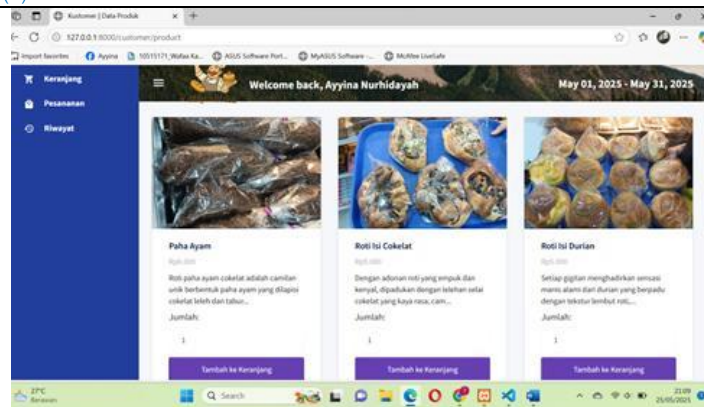 Kustomer | Data Produk
127.0.0.1:8000/customer/product
Import favorites Ayyina 10515171_Wafaa Ka... ASUS Software Port... MyASUS Software -... McAfee LiveSafe
Keranjang
Pesananan
Riwayat
Welcome back, Ayyina Nurhidayah
May 01, 2025 - May 31, 2025
Paha Ayam
Roti paha ayam cokelat adalah camilan
unik berbentuk paha ayam yang dilapisi
cokelat leleh dan tabur...
Jumlah:
1
Tambah ke Keranjang
Roti Isi Cokelat
Dengan adonan roti yang empuk dan
kenyal, dipadukan dengan lelehan selai
cokelat yang kaya rasa, cam...
Jumlah:
1
Tambah ke Keranjang
Roti Isi Durian
Setiap gigitan menghadirkan sensasi
manis alami dari durian yang berpadu
dengan tekstur lembut roti,...
Jumlah:
1
Tambah ke Keranjang
27°C
Berawan
Search
21:09
25/05/2025